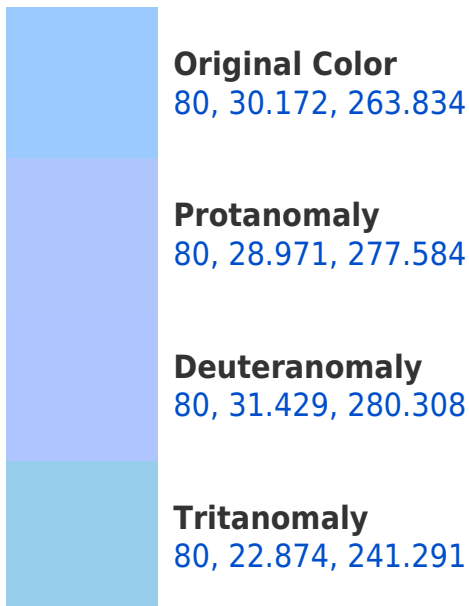 Original Color
80, 30.172, 263.834
Protanomaly
80, 28.971, 277.584
Deuteranomaly
80, 31.429, 280.308
Tritanomaly
80, 22.874, 241.291